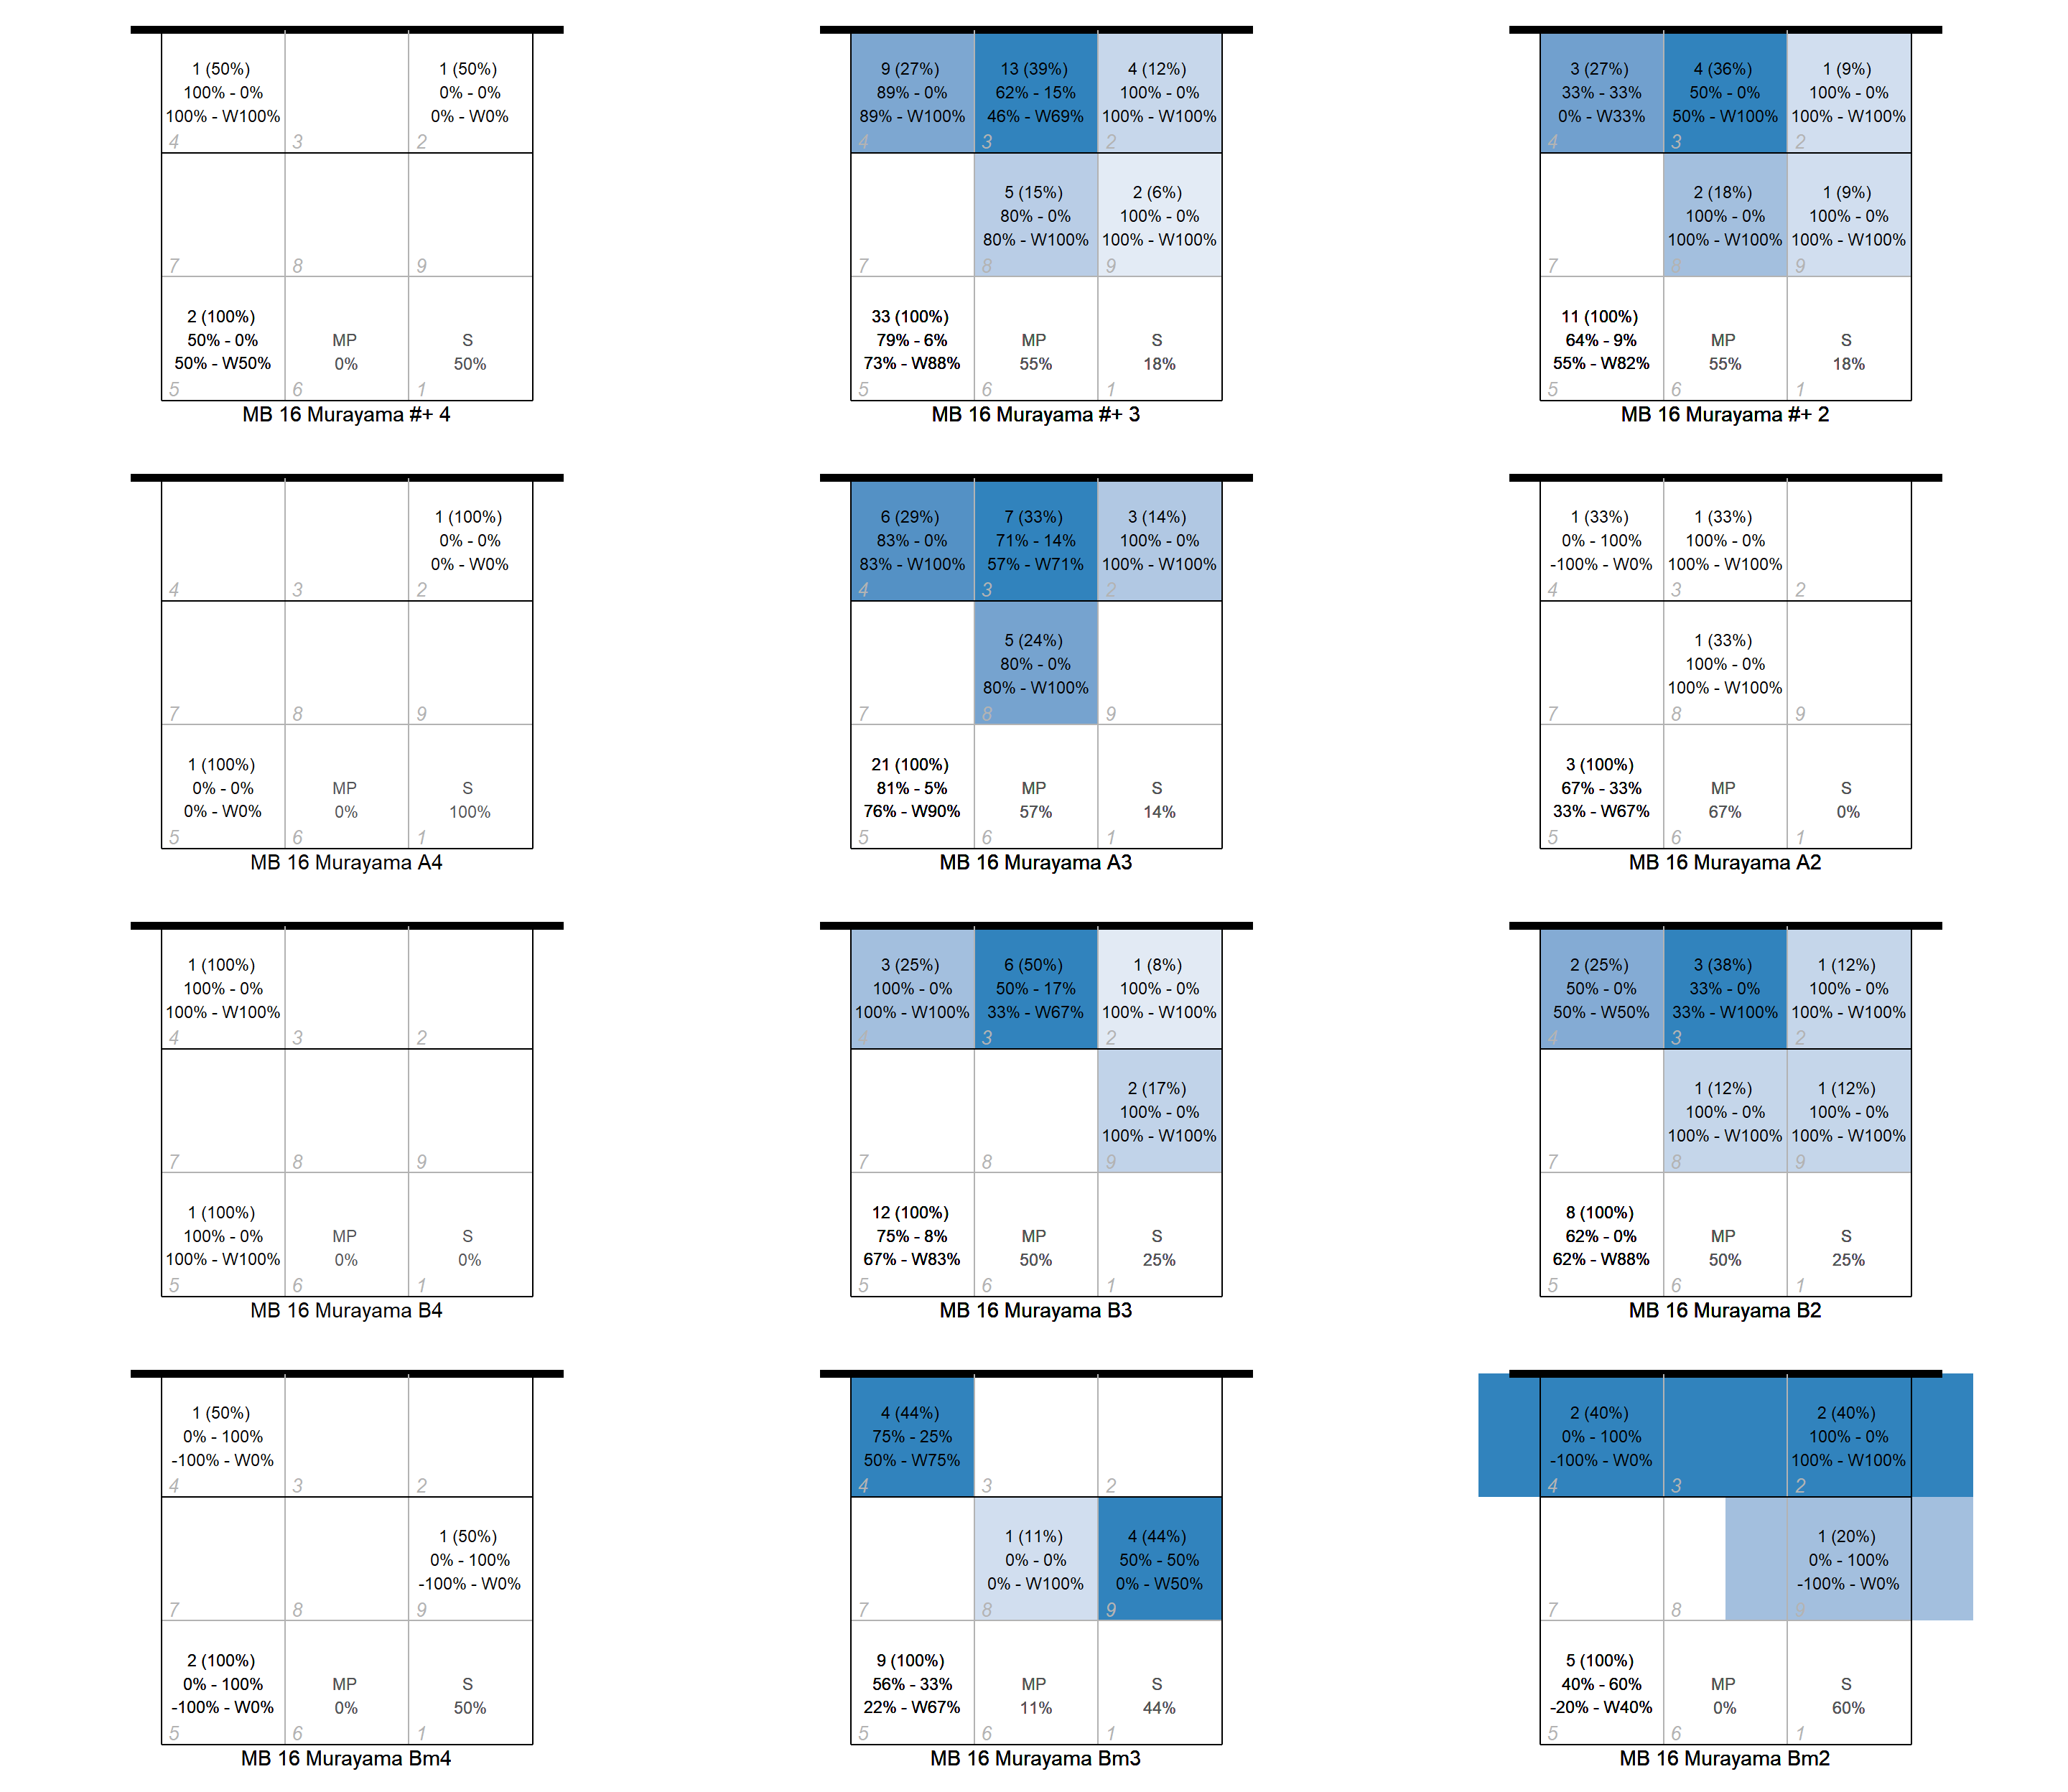 1 (50%)
100% - 0%
100% - W100%
4
3
1 (50%)
0% - 0%
0% - W0%
2
7
8
9
2 (100%)
50% - 0%
50% - W50%
5
MP
0%
6
S
50%
1
MB 16 Murayama #+ 4
9 (27%)
89% - 0%
89% - W100%
4
13 (39%)
62% - 15%
46% - W69%
3
4 (12%)
100% - 0%
100% - W100%
2
7
5 (15%)
80% - 0%
80% - W100%
8
2 (6%)
100% - 0%
100% - W100%
9
33 (100%)
79% - 6%
73% - W88%
5
MP
55%
6
S
18%
1
MB 16 Murayama #+ 3
3 (27%)
33% - 33%
0% - W33%
4
4 (36%)
50% - 0%
50% - W100%
3
1 (9%)
100% - 0%
100% - W100%
2
7
2 (18%)
100% - 0%
100% - W100%
8
1 (9%)
100% - 0%
100% - W100%
9
11 (100%)
64% - 9%
55% - W82%
5
MP
55%
6
S
18%
1
MB 16 Murayama #+ 2
4
3
1 (100%)
0% - 0%
0% - W0%
2
7
8
9
1 (100%)
0% - 0%
0% - W0%
5
MP
0%
6
S
100%
1
MB 16 Murayama A4
6 (29%)
83% - 0%
83% - W100%
4
7 (33%)
71% - 14%
57% - W71%
3
3 (14%)
100% - 0%
100% - W100%
2
7
5 (24%)
80% - 0%
80% - W100%
8
9
21 (100%)
81% - 5%
76% - W90%
5
MP
57%
6
S
14%
1
MB 16 Murayama A3
1 (33%)
0% - 100%
-100% - W0%
4
1 (33%)
100% - 0%
100% - W100%
3
2
7
1 (33%)
100% - 0%
100% - W100%
8
9
3 (100%)
67% - 33%
33% - W67%
5
MP
67%
6
S
0%
1
MB 16 Murayama A2
1 (100%)
100% - 0%
100% - W100%
4
3
2
7
8
9
1 (100%)
100% - 0%
100% - W100%
5
MP
0%
6
S
0%
1
MB 16 Murayama B4
3 (25%)
100% - 0%
100% - W100%
4
6 (50%)
50% - 17%
33% - W67%
3
1 (8%)
100% - 0%
100% - W100%
2
7
8
2 (17%)
100% - 0%
100% - W100%
9
12 (100%)
75% - 8%
67% - W83%
5
MP
50%
6
S
25%
1
MB 16 Murayama B3
2 (25%)
50% - 0%
50% - W50%
4
3 (38%)
33% - 0%
33% - W100%
3
1 (12%)
100% - 0%
100% - W100%
2
7
1 (12%)
100% - 0%
100% - W100%
8
1 (12%)
100% - 0%
100% - W100%
9
8 (100%)
62% - 0%
62% - W88%
5
MP
50%
6
S
25%
1
MB 16 Murayama B2
1 (50%)
0% - 100%
-100% - W0%
4
3
2
7
8
1 (50%)
0% - 100%
-100% - W0%
9
2 (100%)
0% - 100%
-100% - W0%
5
MP
0%
6
S
50%
1
MB 16 Murayama Bm4
4 (44%)
75% - 25%
50% - W75%
4
3
2
7
1 (11%)
0% - 0%
0% - W100%
8
4 (44%)
50% - 50%
0% - W50%
9
9 (100%)
56% - 33%
22% - W67%
5
MP
11%
6
S
44%
1
MB 16 Murayama Bm3
2 (40%)
0% - 100%
-100% - W0%
4
3
2 (40%)
100% - 0%
100% - W100%
2
7
8
1 (20%)
0% - 100%
-100% - W0%
9
5 (100%)
40% - 60%
-20% - W40%
5
MP
0%
6
S
60%
1
MB 16 Murayama Bm2